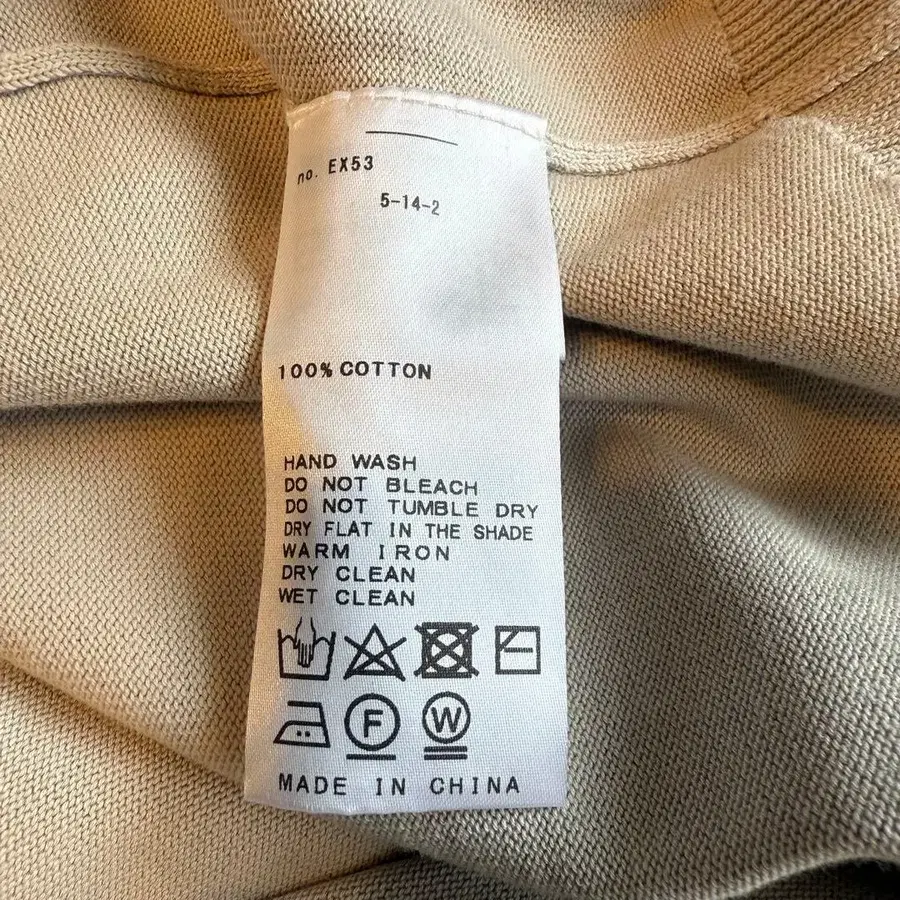 no. EX53
5-14-2
100% COTTON
HAND WASH
DO NOT BLEACH
DO NOT TUMBLE DRY
DRY FLAT IN THE SHADE
WARM IRON
DRY CLEAN
WET CLEAN
F W
MADE IN CHINA